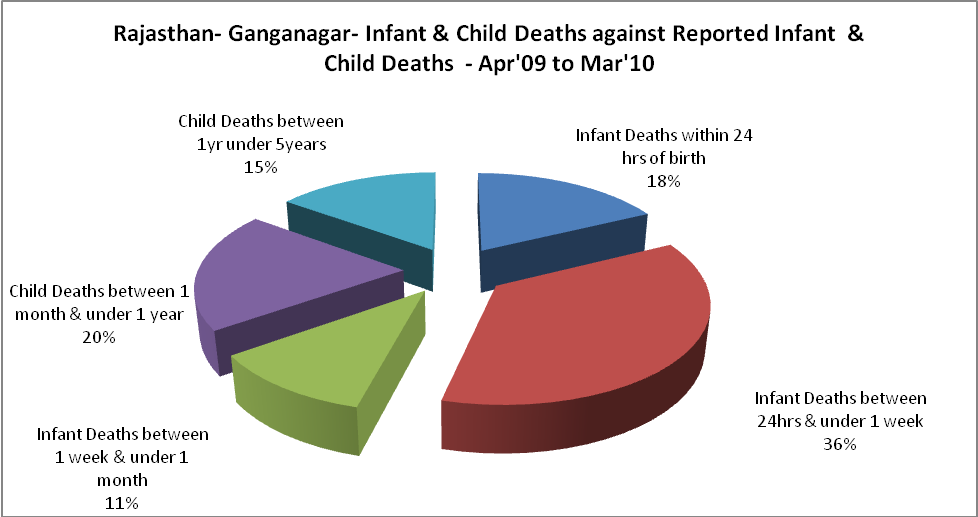 Rajasthan- Ganganagar- Infant & Child Deaths against Reported Infant &
Child Deaths - Apr'09 to Mar'10
Child Deaths between
1yr under 5years
15%
Infant Deaths within 24
hrs of birth
18%
Child Deaths between 1
month & under 1 year
20%
Infant Deaths between
24hrs & under 1 week
36%
Infant Deaths between
1 week & under 1
month
11%